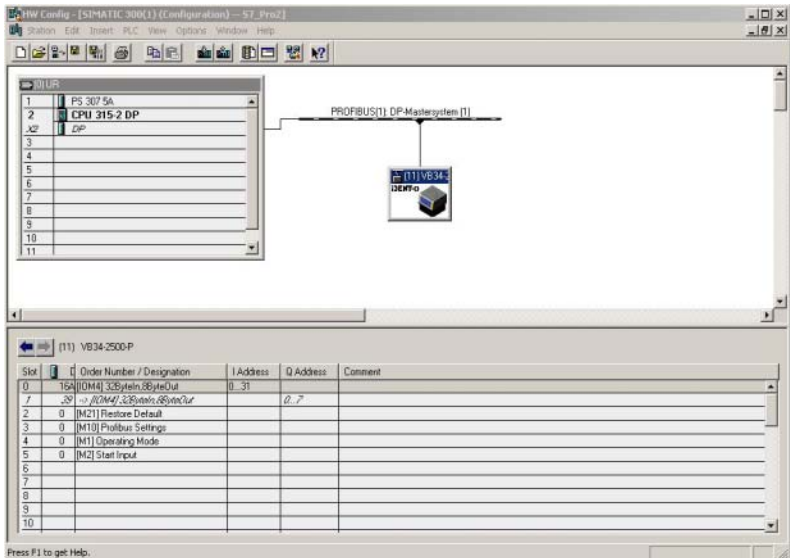 HW Config - [SIMATIC 300(1) (Configuration) -- S7_Pro2]
Station Edit Insert PLC View Options Window Help
(0) UR
1 PS 307 5A
2 CPU 315-2 DP
X2 DP
3
4
5
6
7
8
9
10
11
PROFIBUS(1): DP-Mastersystem (1)
(11) VB34-2
IDENT
(11) VB34-2500-P
Slot D Order Number / Designation I Address Q Address Comment
0 16A [IOM4] 32ByteIn,8ByteOut 0...31
1 39 -> [IOM4] 32ByteIn,8ByteOut 0...7
2 0 [M21] Restore Default
3 0 [M10] Profibus Settings
4 0 [M1] Operating Mode
5 0 [M2] Start Input
6
7
8
9
10
Press F1 to get Help.